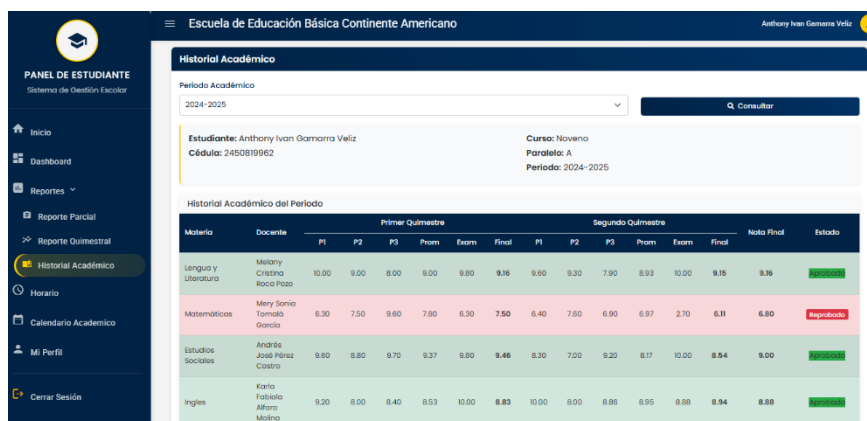 PANEL DE ESTUDIANTE
Sistema de Gestión Escolar
Inicio
Dashboard
Reportes
Reporte Parcial
Reporte Quimestral
Historial Académico
Horario
Calendario Academico
Mi Perfil
Cerrar Sesión
Escuela de Educación Básica Continente Americano
Anthony Ivan Gamarra Veliz
Historial Académico
Periodo Académico
2024-2025
Consultar
Estudiante: Anthony Ivan Gamarra Veliz
Cédula: 2450819962
Curso: Noveno
Paralelo: A
Periodo: 2024-2025
Historial Académico del Periodo
Materia Docente Primer Quimestre Segundo Quimestre Nota Final Estado
P1 P2 P3 Prom Exam Final P1 P2 P3 Prom Exam Final
Lengua y Literatura Melany Cristina Roca Pozo 10.00 9.00 8.00 9.00 9.80 9.16 9.60 9.30 7.90 8.93 10.00 9.15 9.16 Aprobado
Matemáticas Mery Sonia Tomalá García 6.30 7.50 9.60 7.80 6.30 7.50 6.40 7.60 6.90 6.97 2.70 6.11 6.80 Reprobado
Estudios Sociales Andrés José Pérez Castro 9.60 8.80 9.70 9.37 9.80 9.46 8.30 7.00 9.20 8.17 10.00 8.54 9.00 Aprobado
Ingles Karla Fabiola Alfaro Molina 9.20 8.00 8.40 8.53 10.00 8.83 10.00 8.00 8.86 8.95 8.88 8.94 8.88 Aprobado